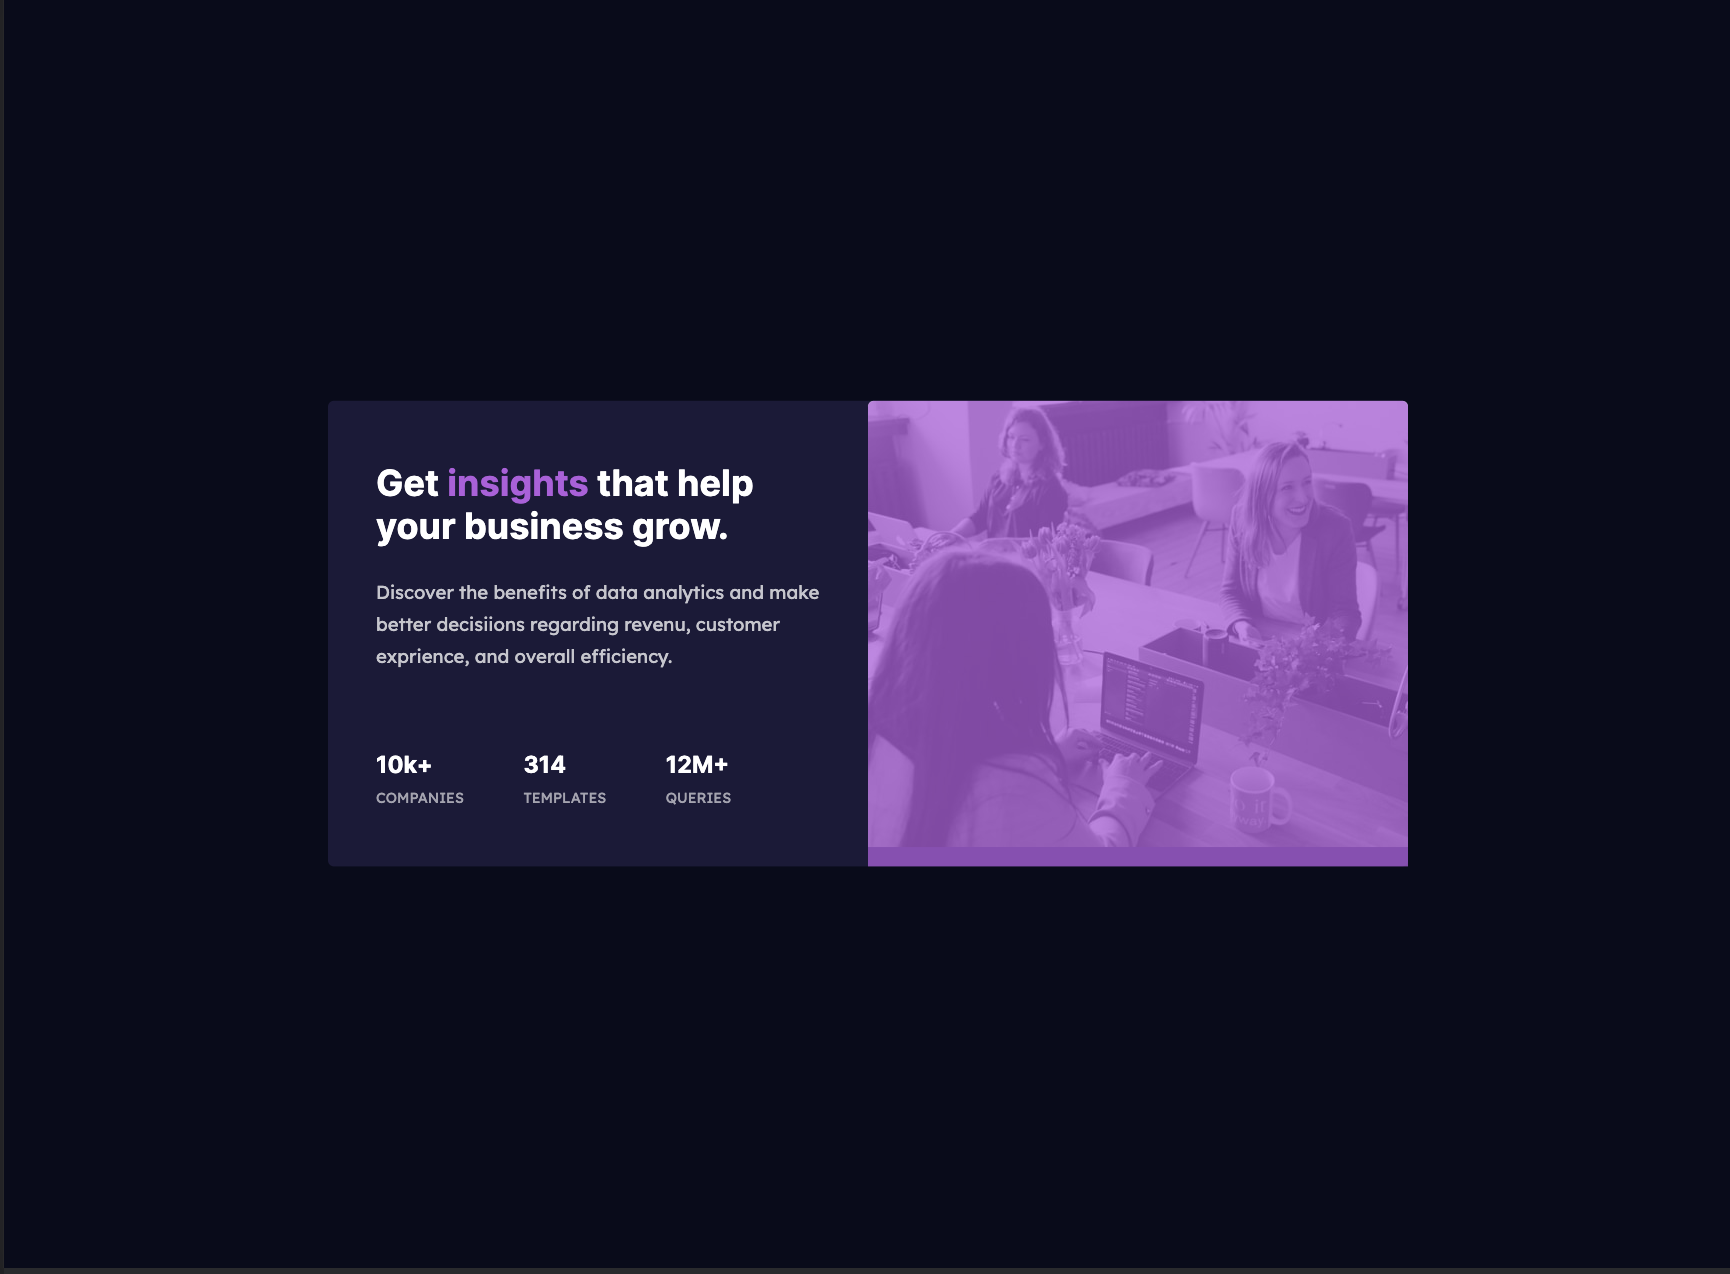 Get insights that help
your business grow.
Discover the benefits of data analytics and make
better decisiions regarding revenu, customer
exprience, and overall efficiency.
10k+ 314 12M+
COMPANIES TEMPLATES QUERIES